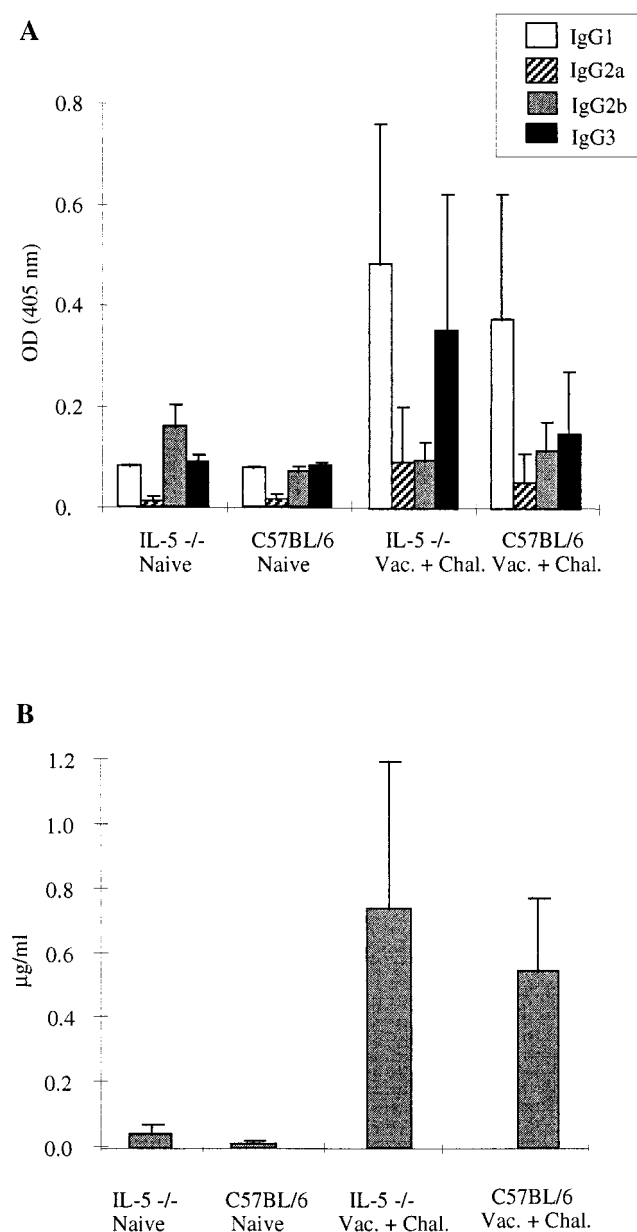 A
IgG1
IgG2a
IgG2b
IgG3
0.8
0.6
0.4
0.2
0.
OD (405 nm)
IL-5 -/- C57BL/6 IL-5 -/- C57BL/6
Naive Naive Vac. + Chal. Vac. + Chal.
B
1.2
1.0
0.8
0.6
0.4
0.2
0.0
µg/ml
IL-5 -/- C57BL/6 IL-5 -/- C57BL/6
Naive Naive Vac. + Chal. Vac. + Chal.